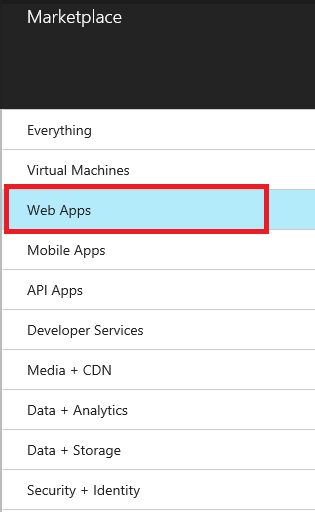 Marketplace
Everything
Virtual Machines
Web Apps
Mobile Apps
API Apps
Developer Services
Media + CDN
Data + Analytics
Data + Storage
Security + Identity